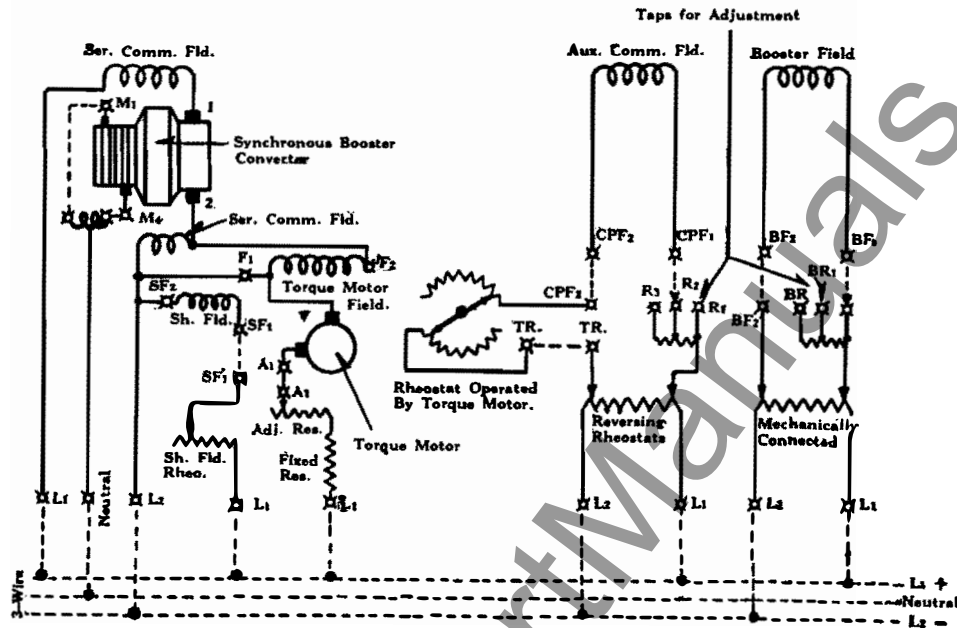 Taps for Adjustment
Ser. Comm. Fld.
Aux. Comm. Fld.
Booster Field
M1
1
Synchronous Booster
Converter
2.
M4
Ser. Comm. Fld.
CPF2
CPF1
BF2
F1
F2
Torque Motor
Field.
SF2
Sh. Fld.
SF1
CPF2
R3
R2
R1
BR1
BR
BF2
TR.
TR.
A1
SF1
A1
Rheostat Operated
By Torque Motor.
Adj. Res.
Reversing
Rheostats
Mechanically
Connected
Torque Motor
Sh. Fld.
Rheo.
Fixed
Res.
L1
Neutral
L2
L1
L1
L2
L1
L2
L1
3-Wire
L1 +
Neutral
L2 -
artManuals